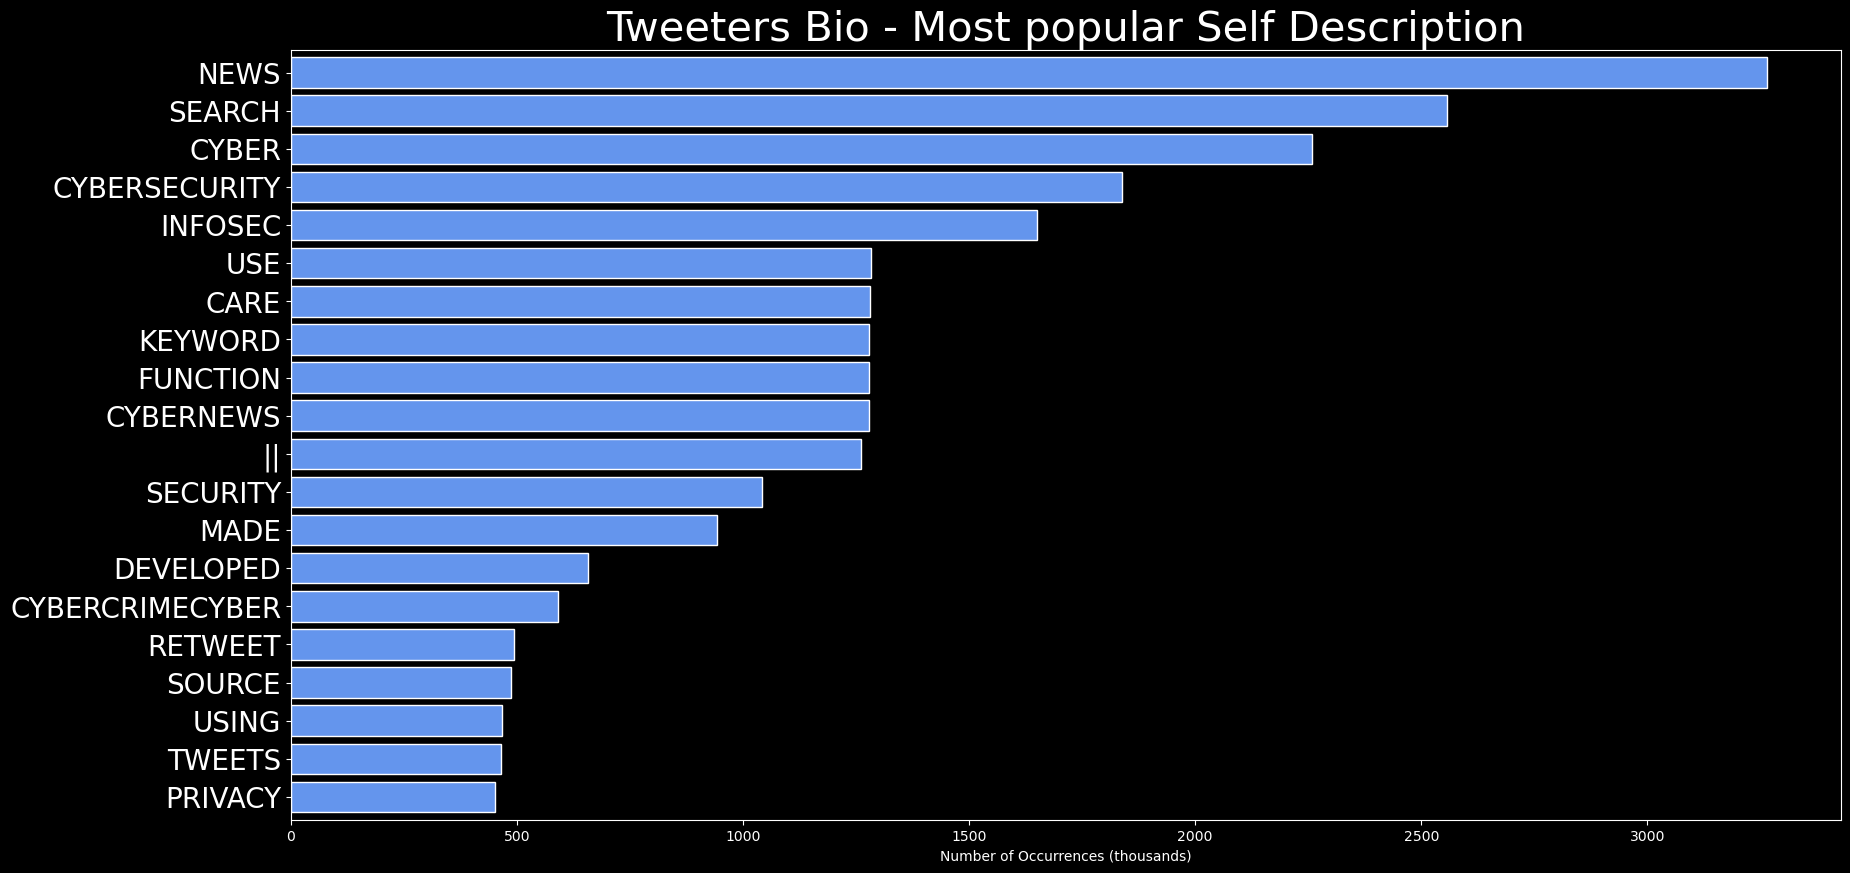 Tweeters Bio - Most popular Self Description
NEWS
SEARCH
CYBER
CYBERSECURITY
INFOSEC
USE
CARE
KEYWORD
FUNCTION
CYBERNEWS
||
SECURITY
MADE
DEVELOPED
CYBERCRIMECYBER
RETWEET
SOURCE
USING
TWEETS
PRIVACY
0 500 1000 1500 2000 2500 3000
Number of Occurrences (thousands)